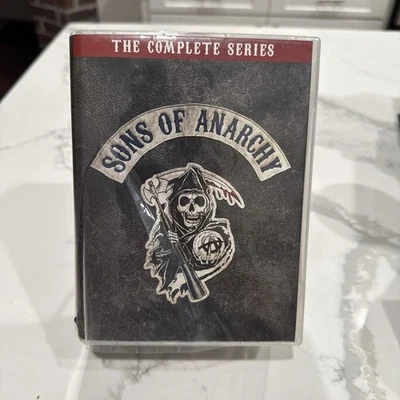 THE COMPLETE SERIES
SONS OF ANARCHY